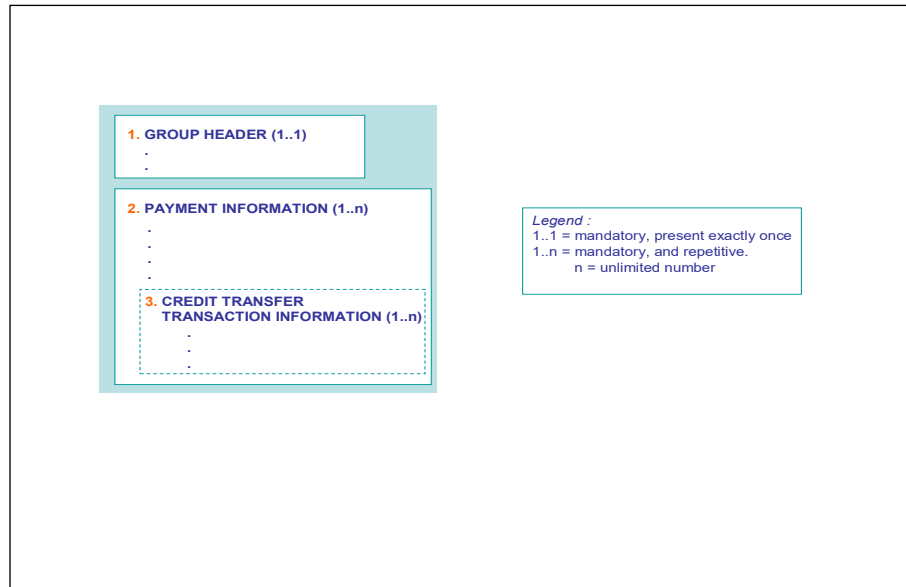 1. GROUP HEADER (1..1)
.
.
2. PAYMENT INFORMATION (1..n)
.
.
.
.
3. CREDIT TRANSFER
TRANSACTION INFORMATION (1..n)
.
.
.
Legend :
1..1 = mandatory, present exactly once
1..n = mandatory, and repetitive.
n = unlimited number